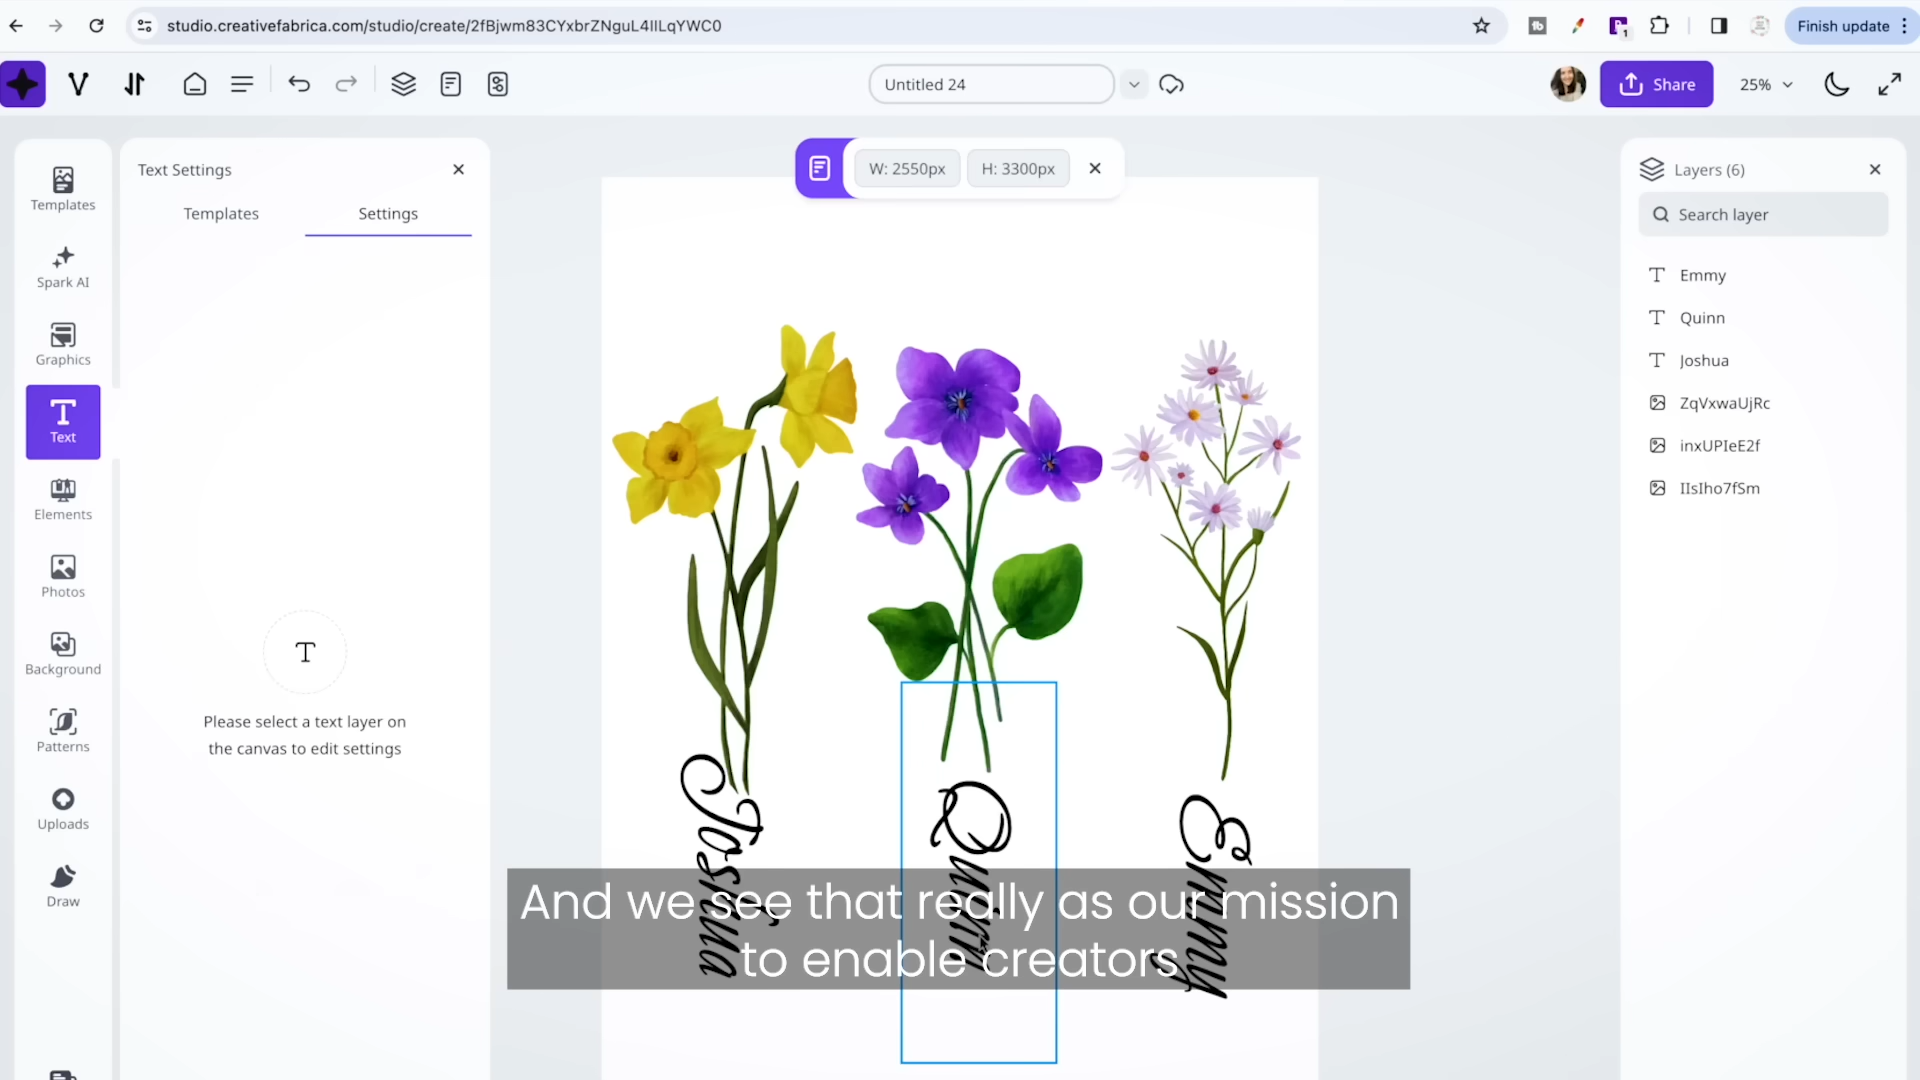 studio.creativefabrica.com/studio/create/2fBjwm83CYxbrZNguL4IILqYWC0
Finish update
Untitled 24
Share
25%
Templates
Spark AI
Graphics
Text
Elements
Photos
Background
Patterns
Uploads
Draw
Text Settings
Templates
Settings
Please select a text layer on
the canvas to edit settings
W: 2550px
H: 3300px
Joshua
Quinn
Emmy
And we see that really as our mission
to enable creators
Layers (6)
Search layer
Emmy
Quinn
Joshua
ZqVxwaUjRc
inxUPIeE2f
IIsIho7fSm